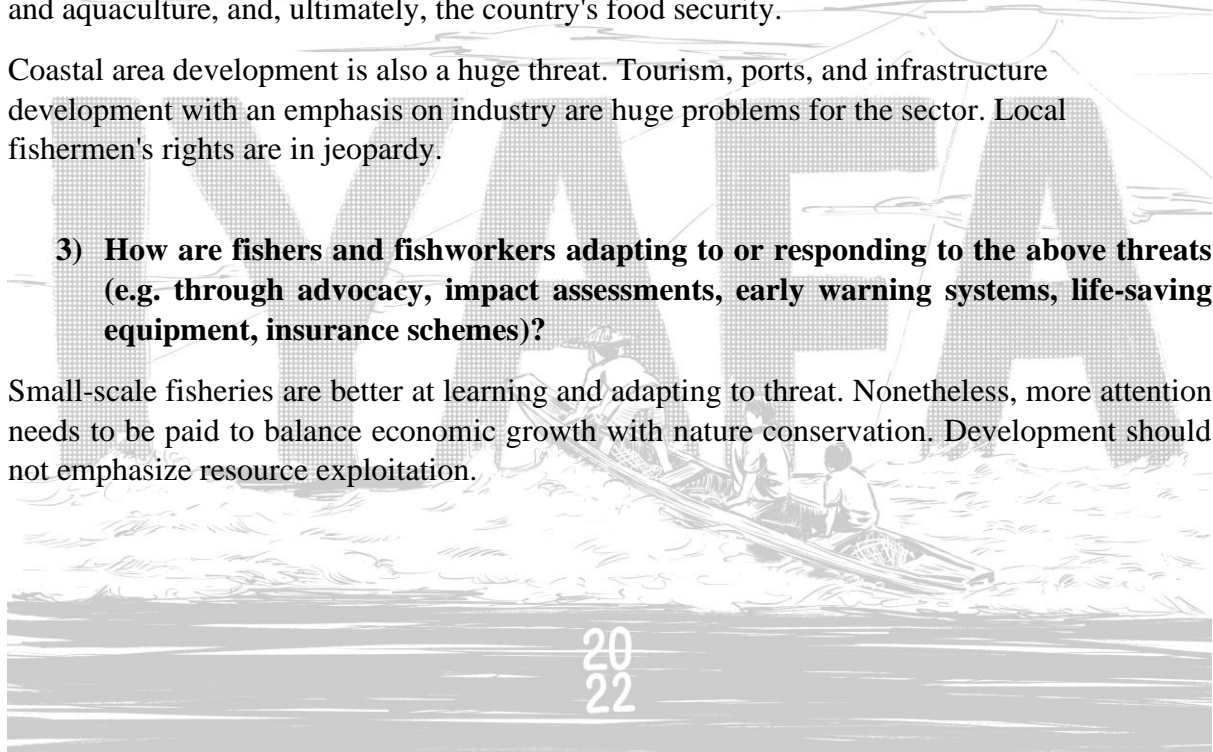 and aquaculture, and, ultimately, the country's food security.
Coastal area development is also a huge threat. Tourism, ports, and infrastructure
development with an emphasis on industry are huge problems for the sector. Local
fishermen's rights are in jeopardy.
3) How are fishers and fishworkers adapting to or responding to the above threats
(e.g. through advocacy, impact assessments, early warning systems, life-saving
equipment, insurance schemes)?
Small-scale fisheries are better at learning and adapting to threat. Nonetheless, more attention
needs to be paid to balance economic growth with nature conservation. Development should
not emphasize resource exploitation.
IYAFA
20
22